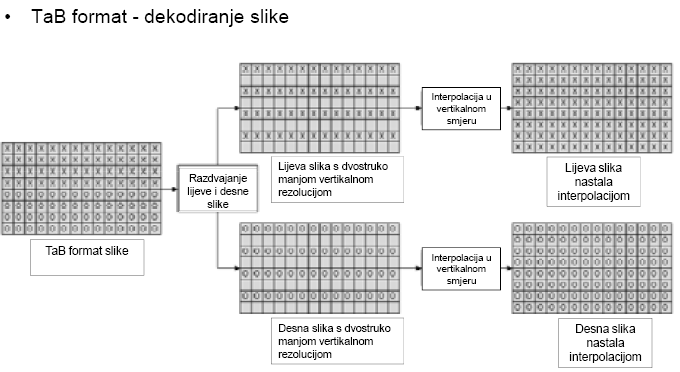 • TaB format - dekodiranje slike
TaB format slike
Razdvajanje
lijeve i desne
slike
Lijeva slika s dvostruko
manjom vertikalnom
rezolucijom
Interpolacija u
vertikalnom
smjeru
Lijeva slika
nastala
interpolacijom
Desna slika s dvostruko
manjom vertikalnom
rezolucijom
Interpolacija u
vertikalnom
smjeru
Desna slika
nastala
interpolacijom